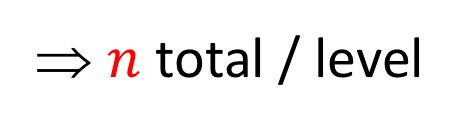 ⇒ n total / level